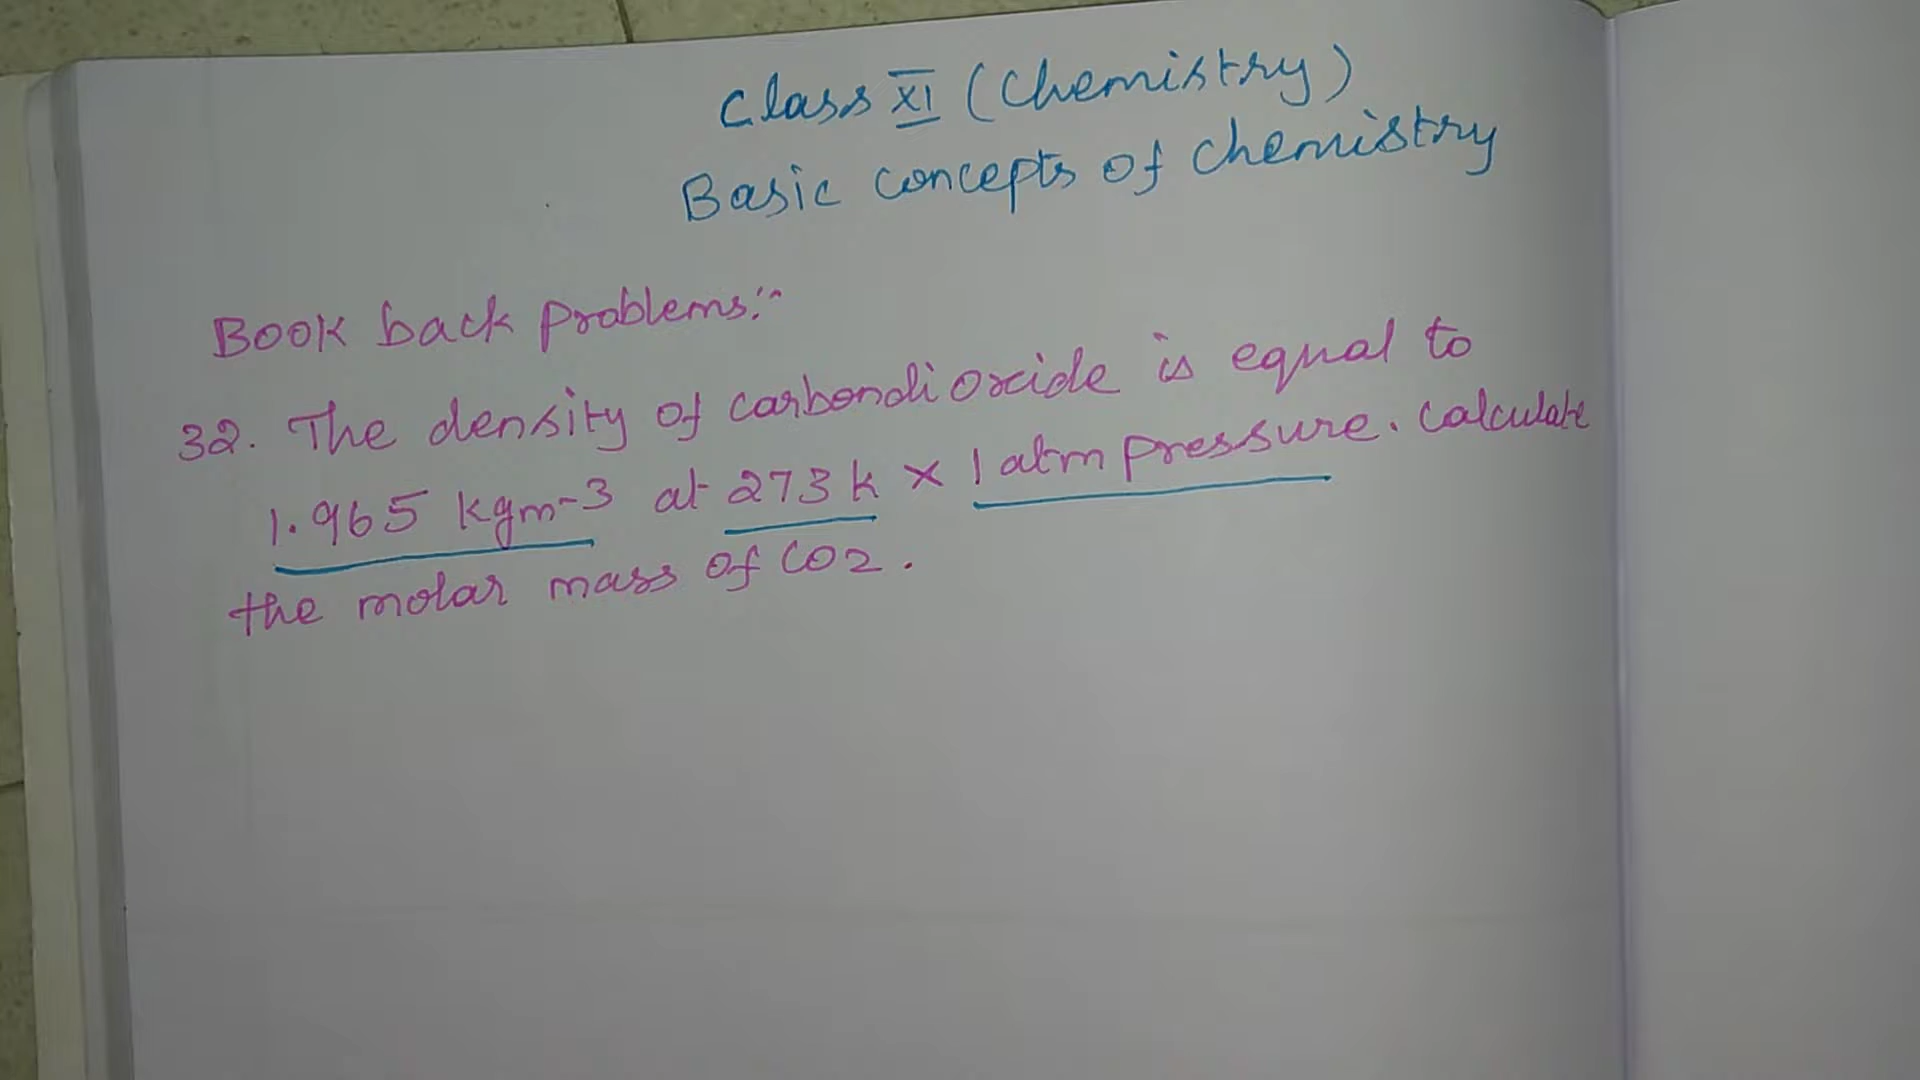 Class XI (Chemistry)
Basic concepts of chemistry
Book back problems:-
32. The density of carbondioxide is equal to
1.965 kgm-3 at 273k × 1 atm pressure. Calculate
the molar mass of CO2.